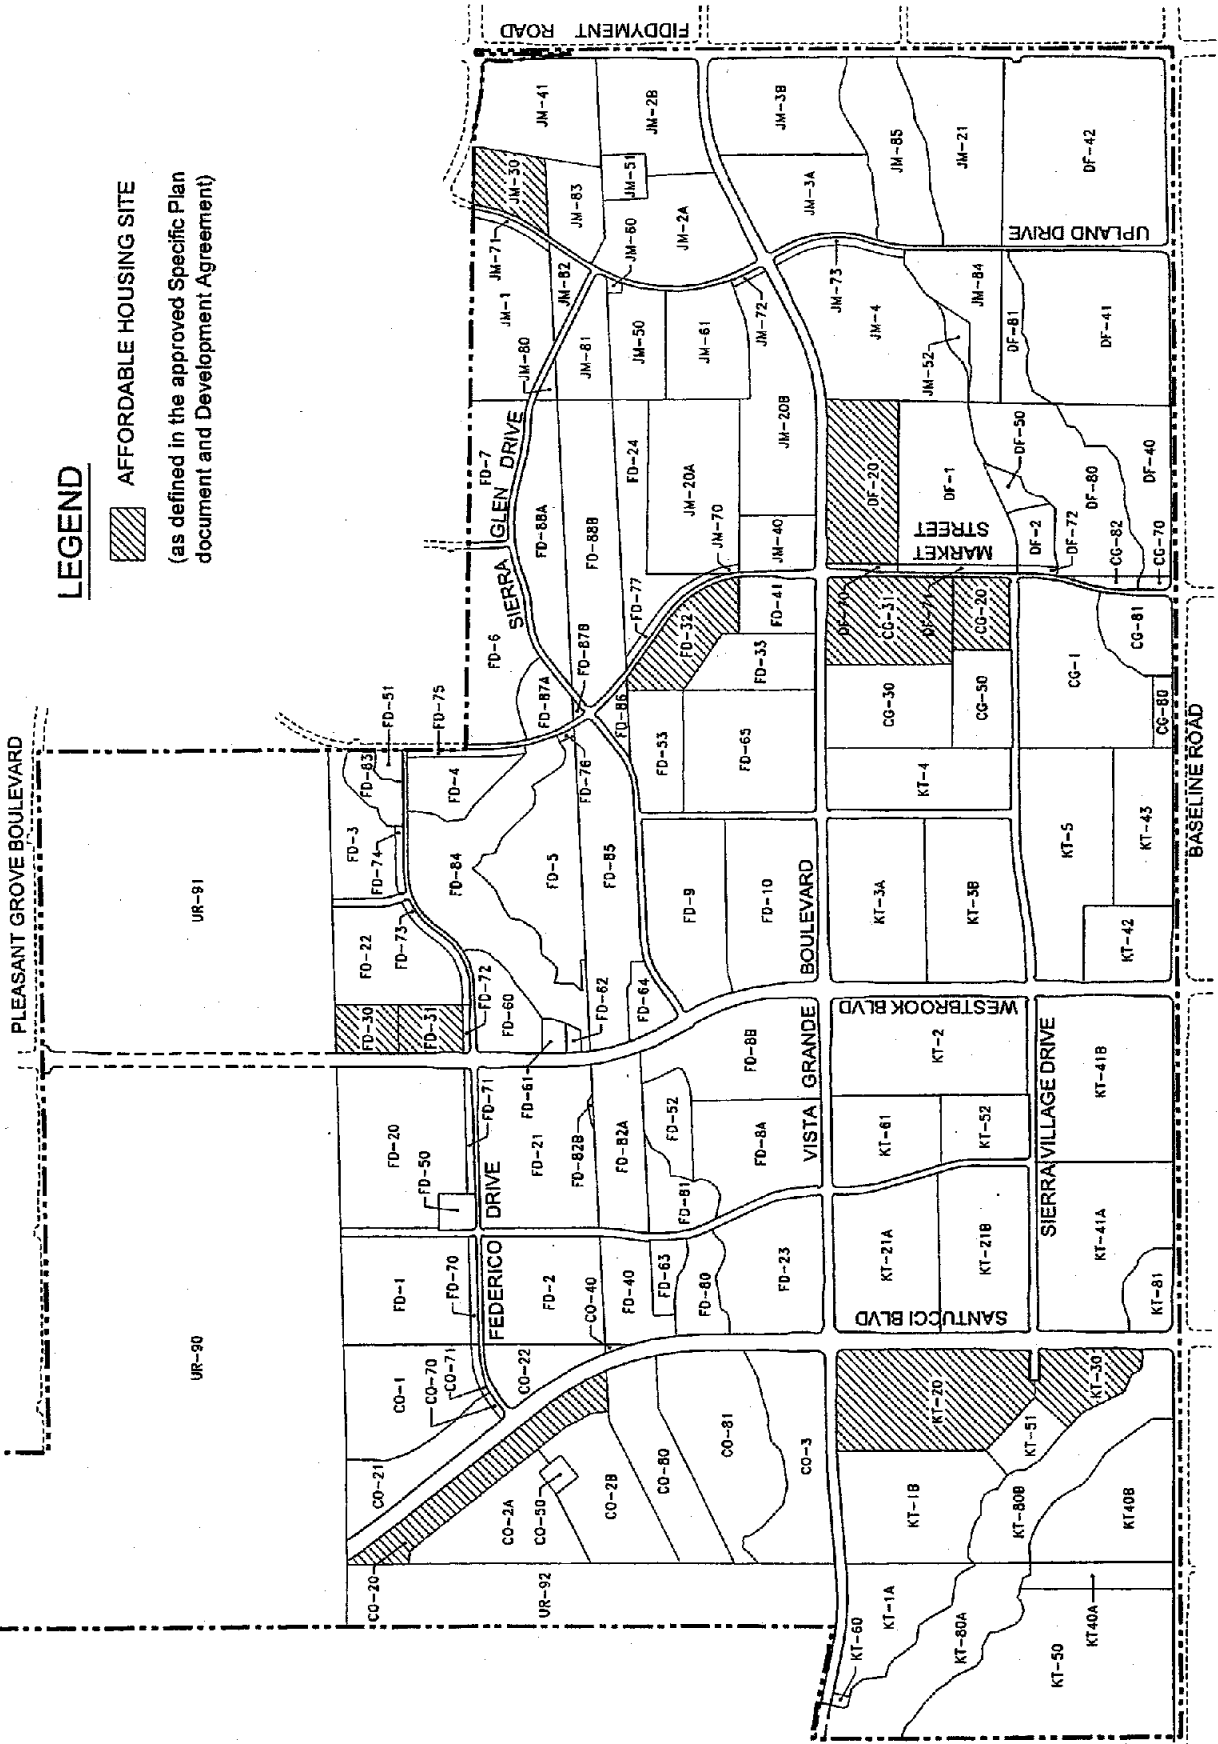 LEGEND
AFFORDABLE HOUSING SITE
(as defined in the approved Specific Plan
document and Development Agreement)
PLEASANT GROVE BOULEVARD
FIDDYMENT ROAD
BASELINE ROAD
UPLAND DRIVE
SIERRA GLEN DRIVE
MARKET STREET
VISTA GRANDE BOULEVARD
WESTBROOK BLVD
SIERRA VILLAGE DRIVE
SANTUCCI BLVD
FEDERICO DRIVE
UR-90
UR-91
UR-92
JM-41
JM-30
JM-83
JM-2B
JM-51
JM-60
JM-2A
JM-3B
JM-3A
JM-85
JM-21
DF-42
JM-71
JM-1
JM-82
JM-80
JM-81
JM-50
JM-61
JM-72
JM-73
JM-4
JM-84
JM-52
DF-81
DF-41
FD-7
FD-88A
FD-88B
FD-24
JM-20A
JM-20B
JM-70
JM-40
DF-20
DF-1
DF-50
DF-80
DF-40
DF-2
DF-72
DF-70
DF-71
CG-82
CG-70
FD-6
FD-87A
FD-87B
FD-77
FD-32
FD-41
FD-33
FD-86
FD-53
FD-65
CG-31
CG-20
CG-30
CG-50
CG-1
CG-81
CG-80
FD-51
FD-75
FD-83
FD-4
FD-3
FD-74
FD-84
FD-5
FD-76
FD-85
FD-9
FD-10
KT-4
KT-3A
KT-3B
KT-5
KT-43
KT-42
FD-22
FD-73
FD-30
FD-31
FD-72
FD-60
FD-61
FD-62
FD-64
FD-8B
KT-2
KT-41B
FD-20
FD-71
FD-50
FD-21
FD-82B
FD-82A
FD-52
FD-8A
FD-81
KT-61
KT-52
FD-1
FD-70
FD-2
CO-40
FD-40
FD-63
FD-80
FD-23
KT-21A
KT-21B
KT-41A
KT-81
CO-1
CO-70
CO-71
CO-22
CO-21
CO-20
CO-2A
CO-50
CO-2B
CO-80
CO-81
CO-3
KT-20
KT-30
KT-51
KT-1B
KT-80B
KT40B
KT-1A
KT-60
KT-80A
KT-50
KT40A